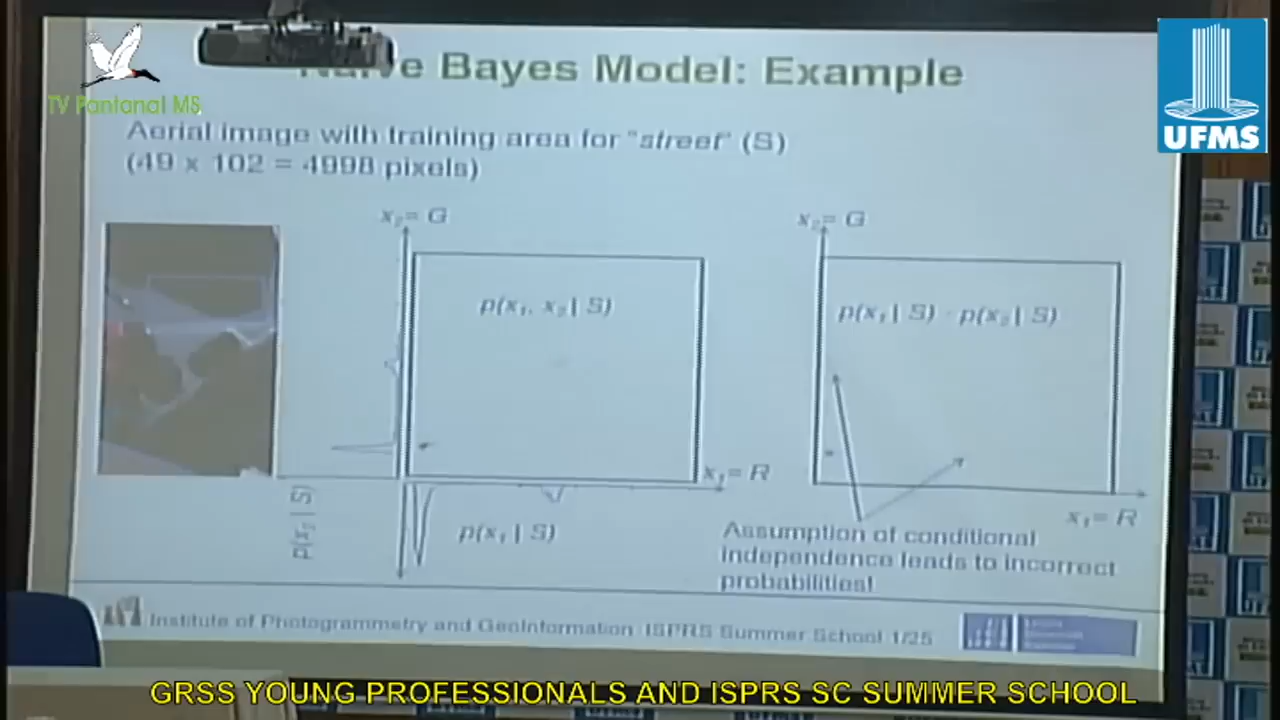 TV Pantanal MS
UFMS
Naive Bayes Model: Example
Aerial image with training area for "street" (S)
(49 x 102 = 4998 pixels)
x₂= G
p(x₁, x₂ | S)
x₁= R
p(x₂ | S)
p(x₁ | S)
x₂= G
p(x₁ | S) · p(x₂ | S)
x₁= R
Assumption of conditional
independence leads to incorrect
probabilities!
Institute of Photogrammetry and GeoInformation ISPRS Summer School 1/25
GRSS YOUNG PROFESSIONALS AND ISPRS SC SUMMER SCHOOL